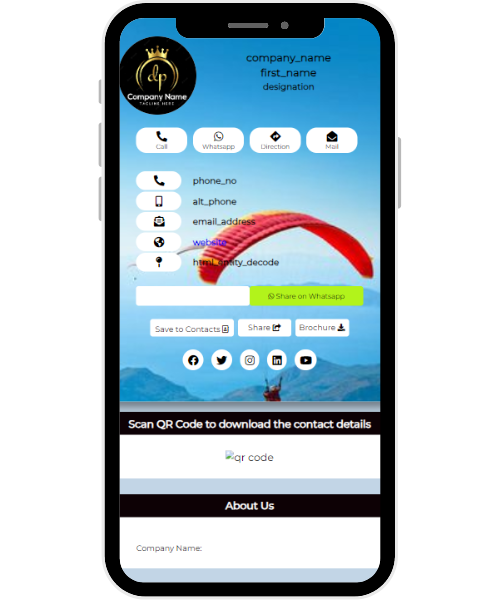 dp
Company Name
TAGLINE HERE
company_name
first_name
designation
Call
Whatsapp
Direction
Mail
phone_no
alt_phone
email_address
website
html_entity_decode
Share on Whatsapp
Save to Contacts
Share
Brochure
Scan QR Code to download the contact details
qr code
About Us
Company Name: